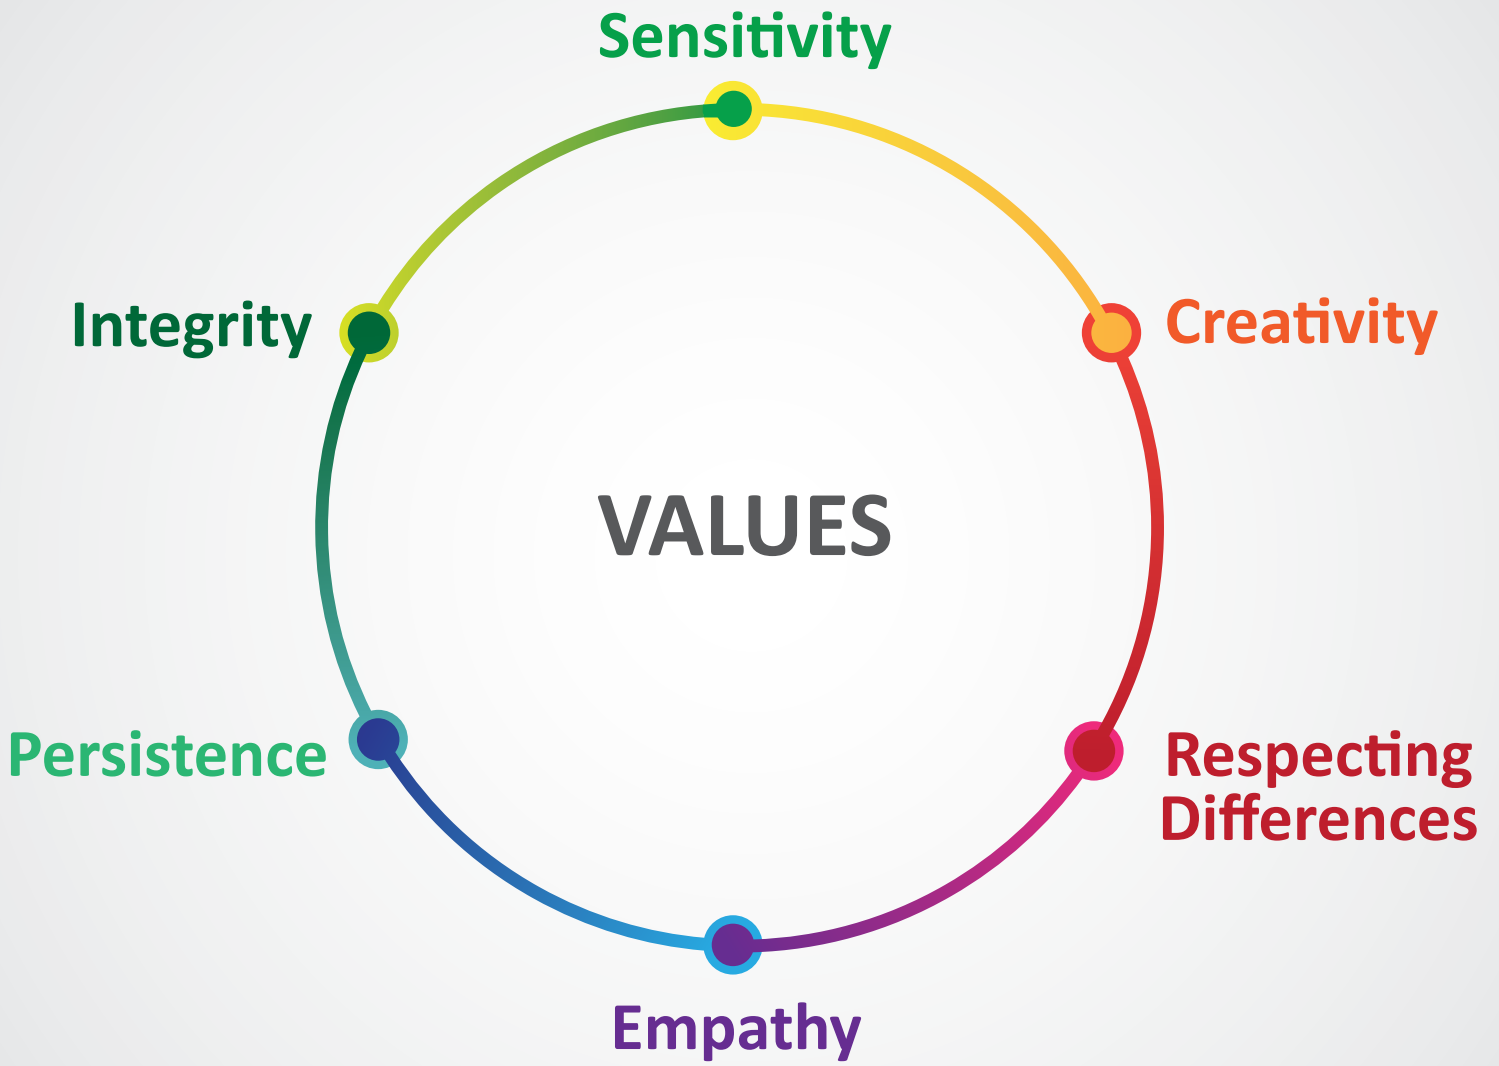 Sensitivity
Integrity
Creativity
VALUES
Persistence
Respecting
Differences
Empathy